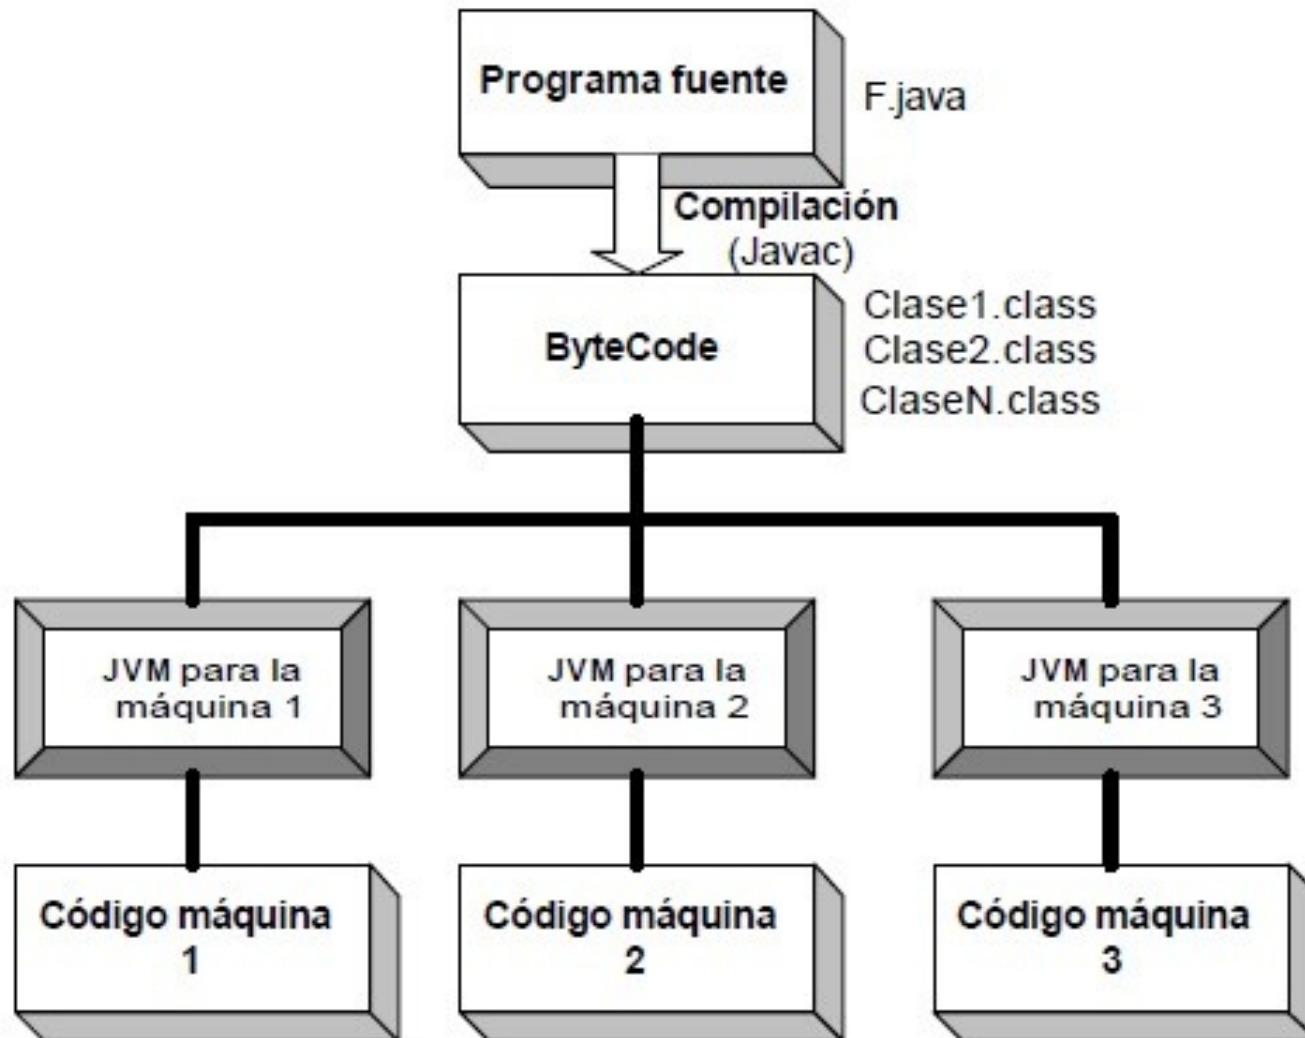 Programa fuente
F.java
Compilación
(Javac)
ByteCode
Clase1.class
Clase2.class
ClaseN.class
JVM para la
máquina 1
JVM para la
máquina 2
JVM para la
máquina 3
Código máquina
1
Código máquina
2
Código máquina
3